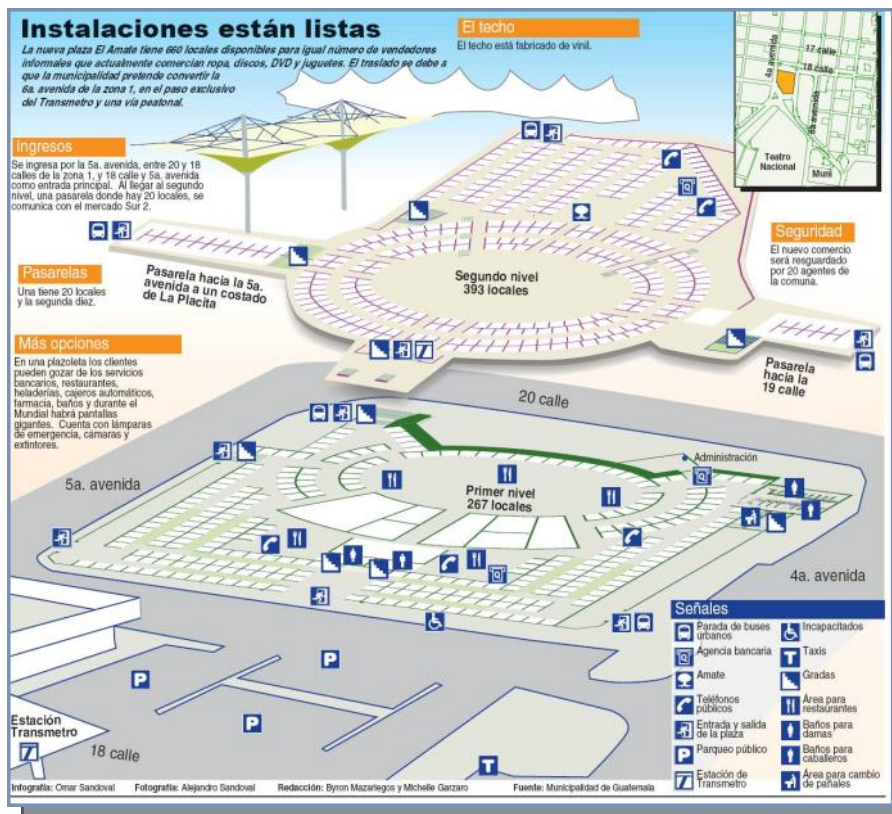 Instalaciones están listas
La nueva plaza El Amate tiene 660 locales disponibles para igual número de vendedores
informales que actualmente comercian ropa, discos, DVD y juguetes. El traslado se debe a
que la municipalidad pretende convertir la
6a. avenida de la zona 1, en el paso exclusivo
del Transmetro y una vía peatonal.
El techo
El techo está fabricado de vinil.
4a avenida
17 calle
18 calle
6a avenida
Teatro
Nacional
Muni
Ingresos
Se ingresa por la 5a. avenida, entre 20 y 18
calles de la zona 1, y 18 calle y 5a. avenida
como entrada principal. Al llegar al segundo
nivel, una pasarela donde hay 20 locales, se
comunica con el mercado Sur 2.
Pasarelas
Una tiene 20 locales
y la segunda diez.
Pasarela hacia la 5a.
avenida a un costado
de La Placita
Segundo nivel
393 locales
Seguridad
El nuevo comercio
será resguardado
por 20 agentes de
la comuna.
Pasarela
hacia la
19 calle
Más opciones
En una plazoleta los clientes
pueden gozar de los servicios
bancarios, restaurantes,
heladerías, cajeros automáticos,
farmacia, baños y durante el
Mundial habrá pantallas
gigantes. Cuenta con lámparas
de emergencia, cámaras y
extintores.
20 calle
5a. avenida
Administración
Primer nivel
267 locales
4a. avenida
P
P
P
T
Estación
Transmetro
18 calle
Señales
Parada de buses
urbanos
Agencia bancaria
Amate
Teléfonos
públicos
Entrada y salida
de la plaza
P Parqueo público
Estación de
Transmetro
Incapacitados
T Taxis
Gradas
Área para
restaurantes
Baños para
damas
Baños para
caballeros
Área para cambio
de pañales
Infografía: Omar Sandoval Fotografía: Alejandro Sandoval Redacción: Byron Mazariegos y Michelle Garzaro Fuente: Municipalidad de Guatemala